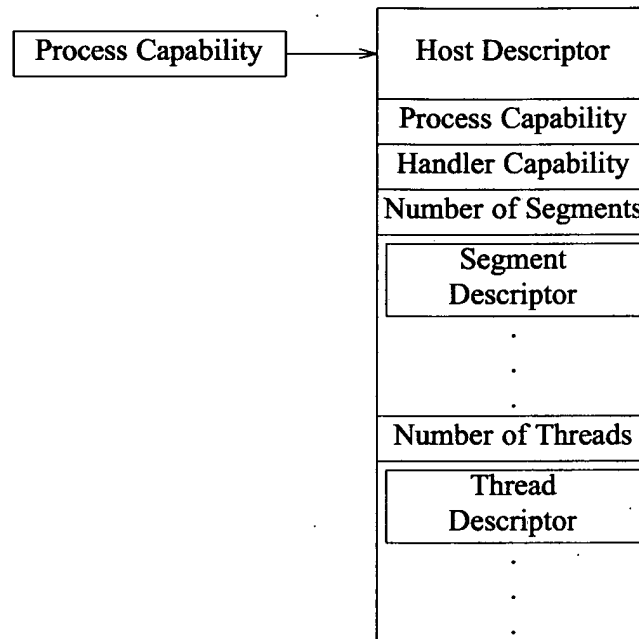 Process Capability
Host Descriptor
Process Capability
Handler Capability
Number of Segments
Segment
Descriptor
.
.
.
Number of Threads
Thread
Descriptor
.
.
.